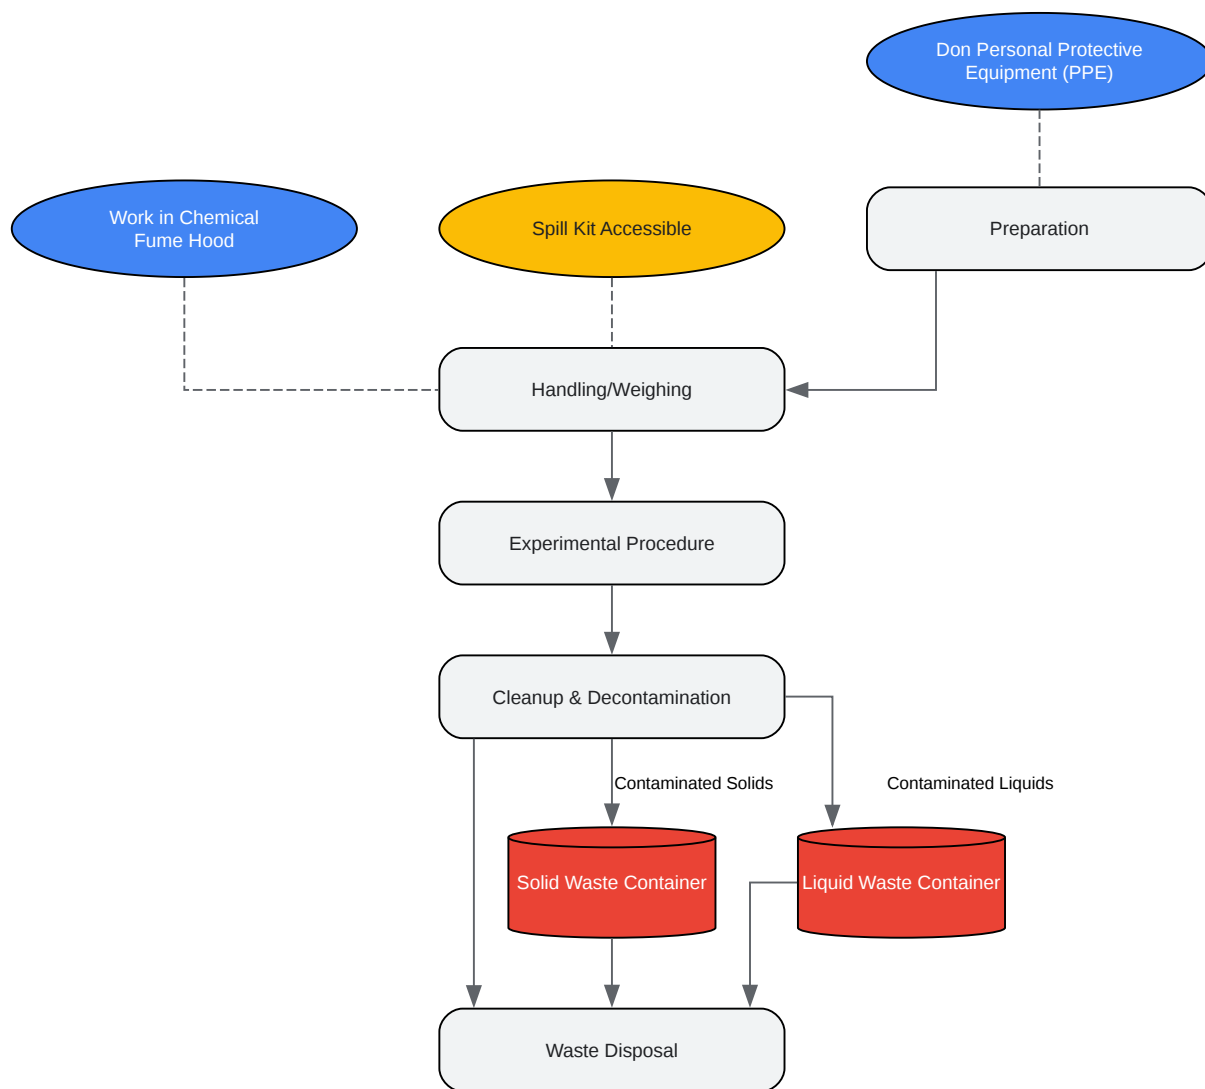 Don Personal Protective
Equipment (PPE)
Work in Chemical
Fume Hood
Spill Kit Accessible
Preparation
Handling/Weighing
Experimental Procedure
Cleanup & Decontamination
Contaminated Solids
Contaminated Liquids
Solid Waste Container
Liquid Waste Container
Waste Disposal